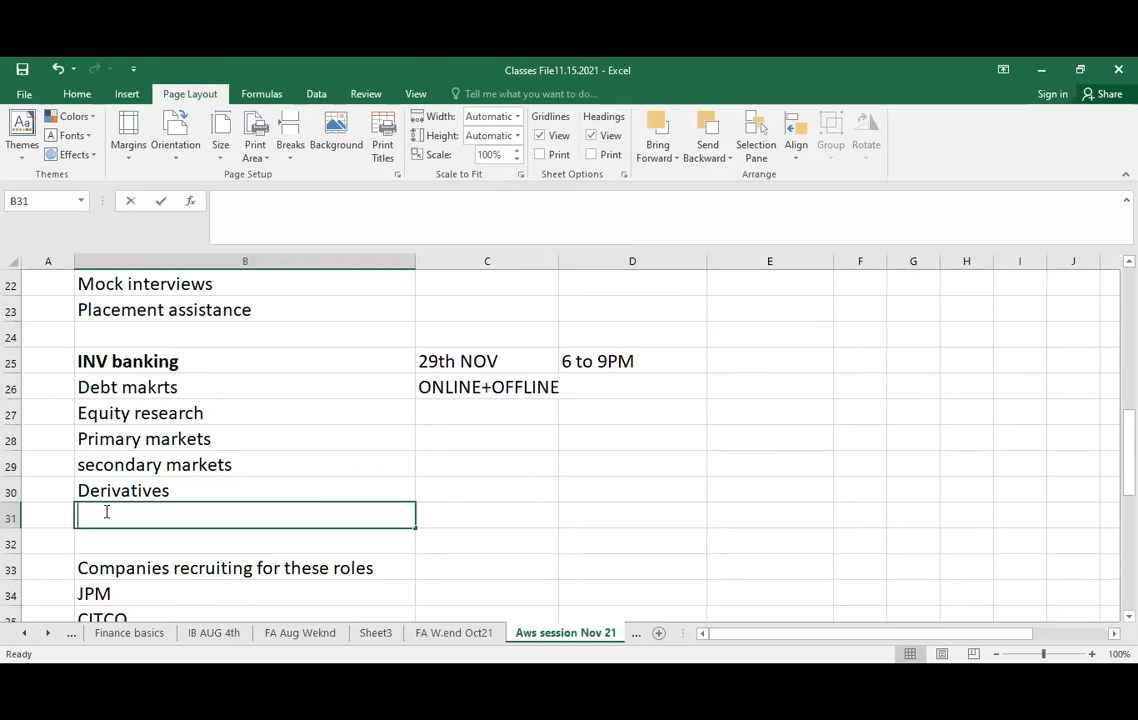 Classes File11.15.2021 - Excel
File Home Insert Page Layout Formulas Data Review View Tell me what you to do... Sign in Share
Themes Colors Fonts Effects Margins Orientation Size Print Area Breaks Background Print Titles Width: Automatic Height: Automatic Scale: 100% Gridlines View Print Headings View Print Bring Forward Send Backward Selection Pane Align Group Rotate
Themes Page Setup Scale to Fit Sheet Options Arrange
B31 fx
A B C D E F G H I J
22 Mock interviews
23 Placement assistance
24
25 INV banking 29th NOV 6 to 9PM
26 Debt makrts ONLINE+OFFLINE
27 Equity research
28 Primary markets
29 secondary markets
30 Derivatives
31
32
33 Companies recruiting for these roles
34 JPM
35 CITCO
... Finance basics IB AUG 4th FA Aug Weknd Sheet3 FA W.end Oct21 Aws session Nov 21 ...
Ready 100%